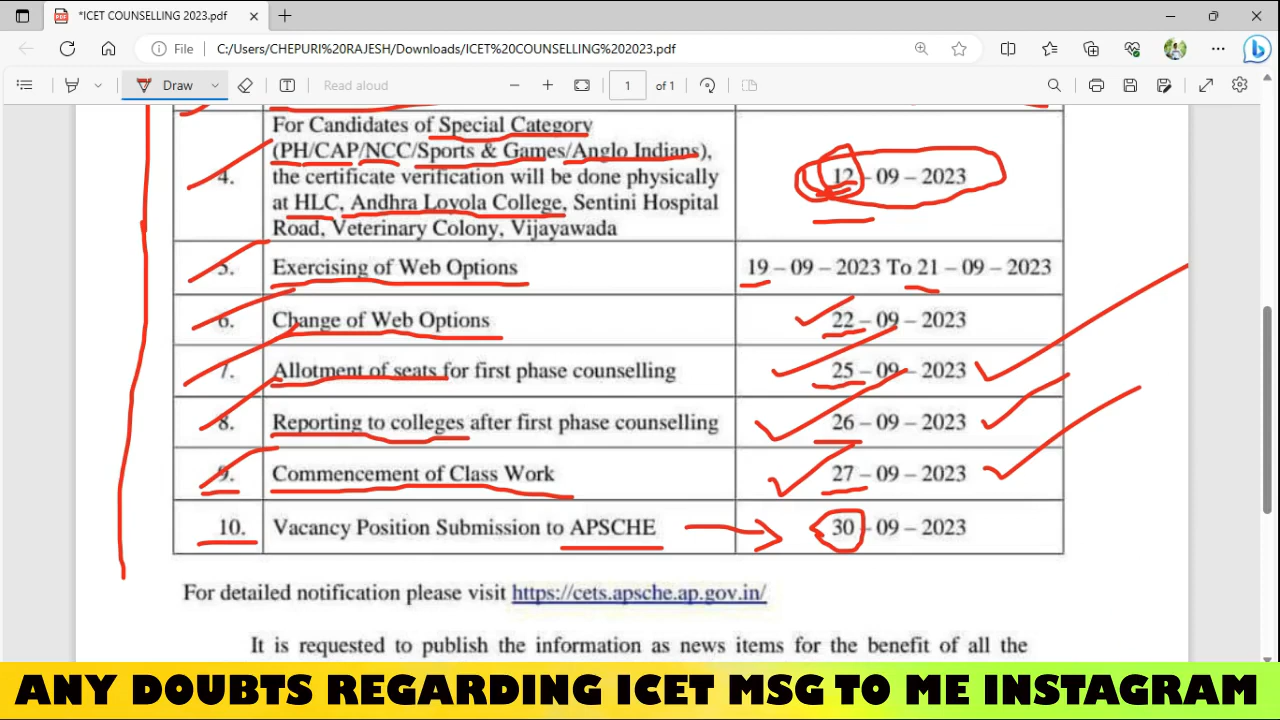 *ICET COUNSELLING 2023.pdf
File C:/Users/CHEPURI%20RAJESH/Downloads/ICET%20COUNSELLING%202023.pdf
Draw Read aloud 1 of 1
For Candidates of Special Category
(PH/CAP/NCC/Sports & Games/Anglo Indians),
4. the certificate verification will be done physically 12 – 09 – 2023
at HLC, Andhra Loyola College, Sentini Hospital
Road, Veterinary Colony, Vijayawada
5. Exercising of Web Options 19 – 09 – 2023 To 21 – 09 – 2023
6. Change of Web Options 22 – 09 – 2023
7. Allotment of seats for first phase counselling 25 – 09 – 2023
8. Reporting to colleges after first phase counselling 26 – 09 – 2023
9. Commencement of Class Work 27 – 09 – 2023
10. Vacancy Position Submission to APSCHE 30 – 09 – 2023
For detailed notification please visit https://cets.apsche.ap.gov.in/
It is requested to publish the information as news items for the benefit of all the
ANY DOUBTS REGARDING ICET MSG TO ME INSTAGRAM